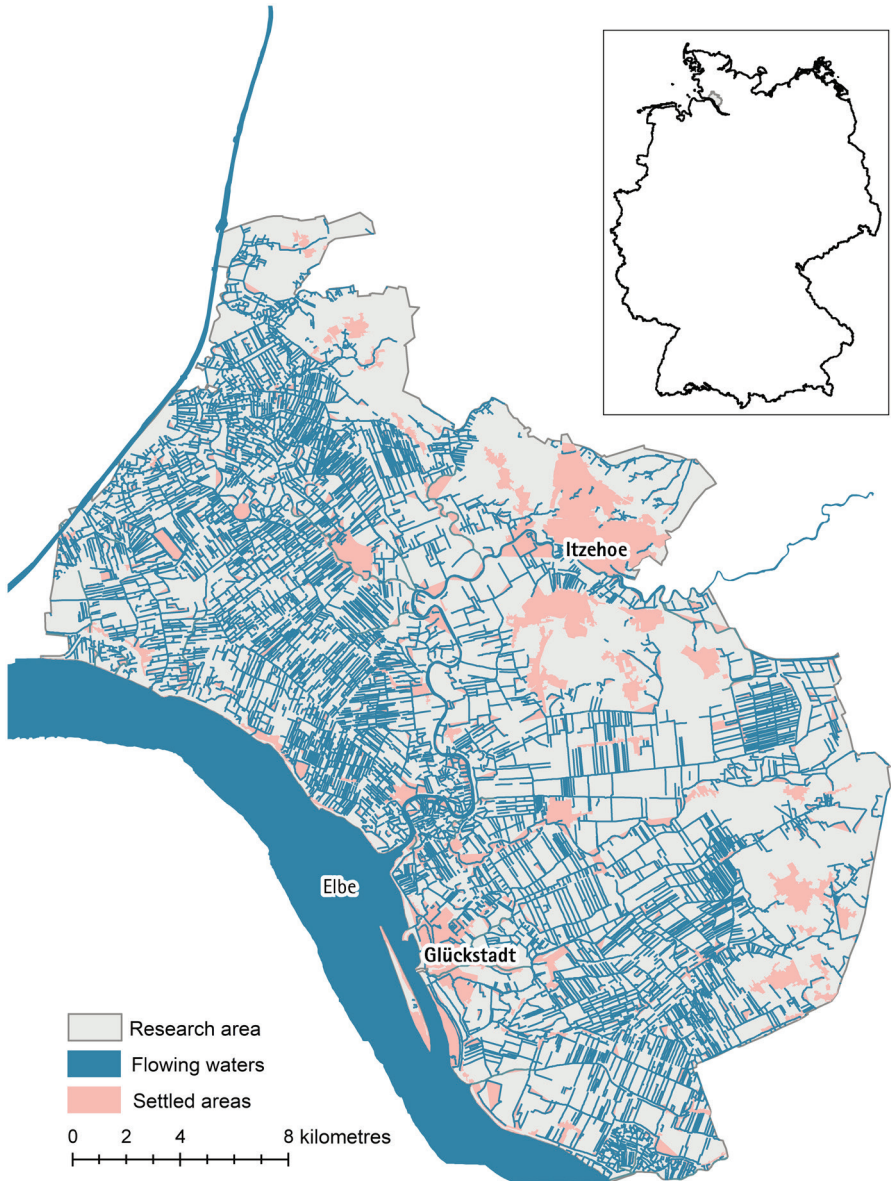 Itzehoe
Elbe
Glückstadt
Research area
Flowing waters
Settled areas
0 2 4 8 kilometres